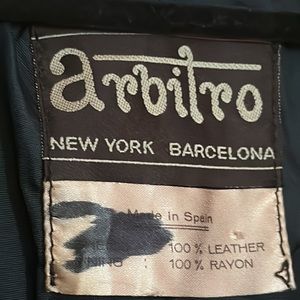 arbitro
NEW YORK BARCELONA
Made in Spain
100% LEATHER
100% RAYON